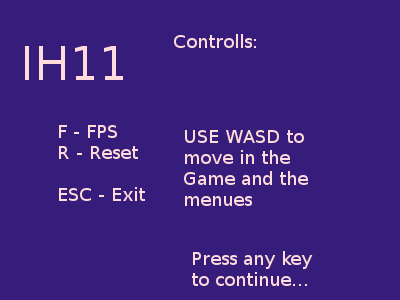 IH11
Controlls:
F - FPS
R - Reset
ESC - Exit
USE WASD to
move in the
Game and the
menues
Press any key
to continue...